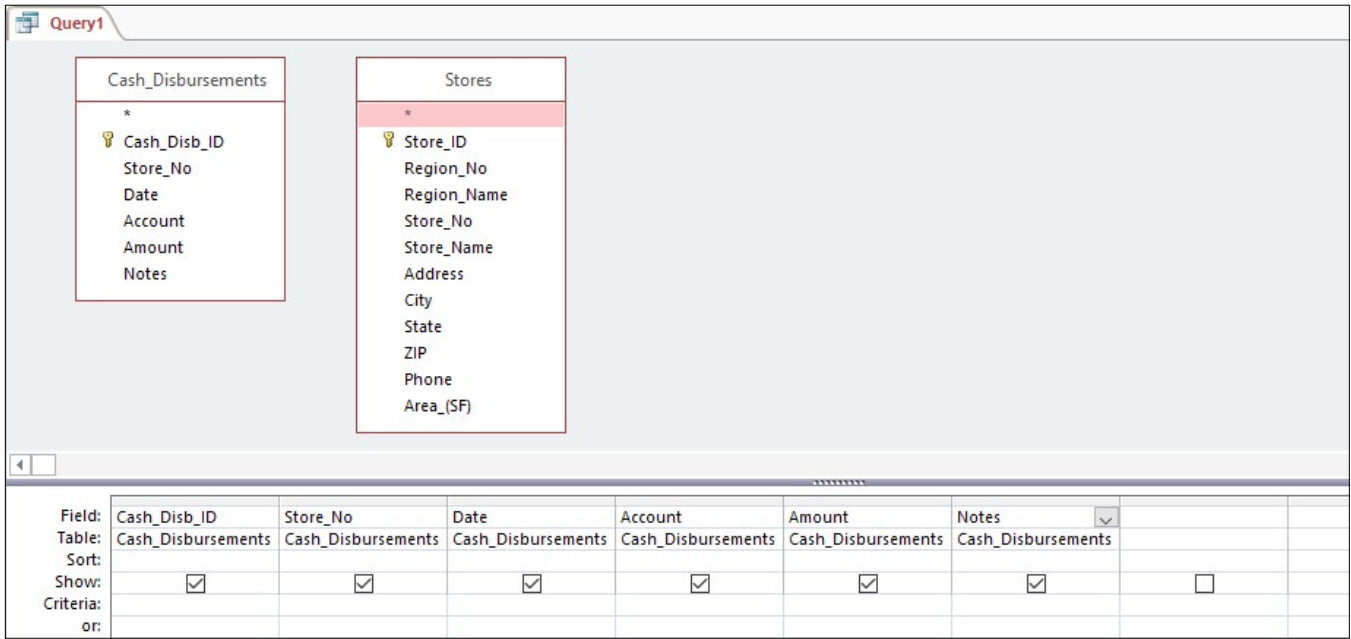 Query1
Cash_Disbursements
*
Cash_Disb_ID
Store_No
Date
Account
Amount
Notes
Stores
*
Store_ID
Region_No
Region_Name
Store_No
Store_Name
Address
City
State
ZIP
Phone
Area_(SF)
Field: Cash_Disb_ID Store_No Date Account Amount Notes
Table: Cash_Disbursements Cash_Disbursements Cash_Disbursements Cash_Disbursements Cash_Disbursements Cash_Disbursements
Sort:
Show:
Criteria:
or: